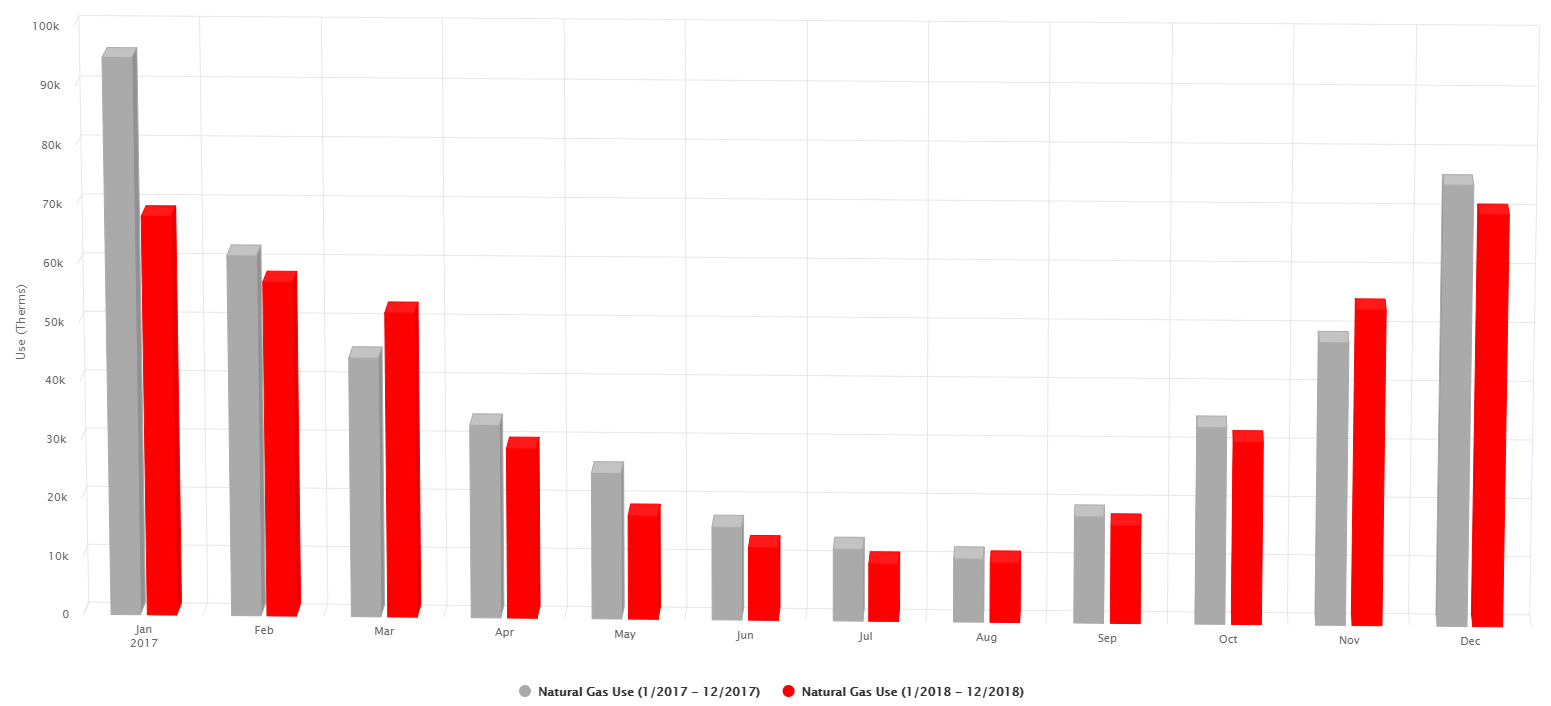 100k
90k
80k
70k
60k
50k
40k
30k
20k
10k
0
Use (Therms)
Jan Feb Mar Apr May Jun Jul Aug Sep Oct Nov Dec
2017
Natural Gas Use (1/2017 - 12/2017) Natural Gas Use (1/2018 - 12/2018)